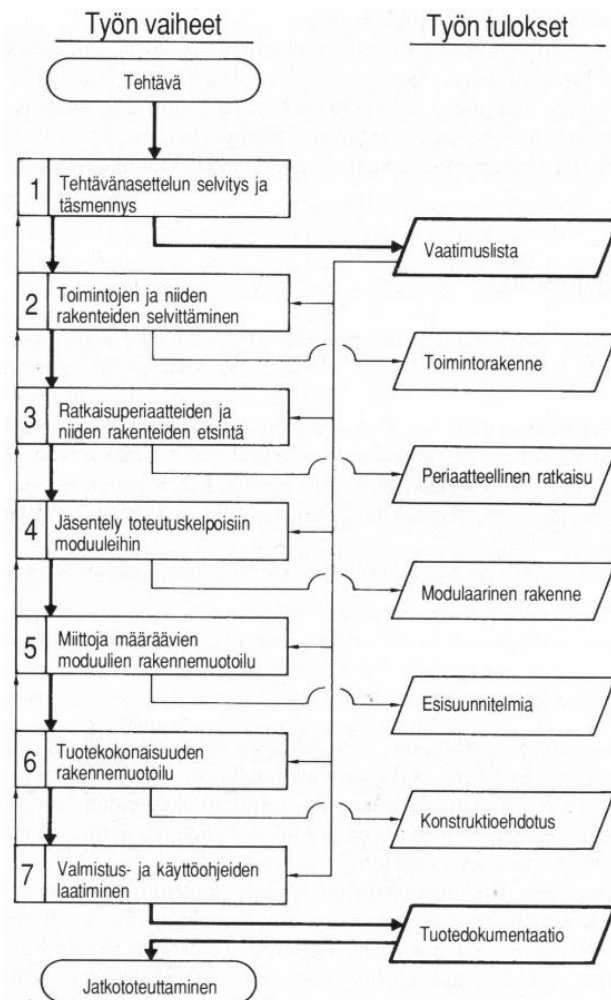 Työn vaiheet
Työn tulokset
Tehtävä
1
Tehtävänasettelun selvitys ja
täsmennys
Vaatimuslista
2
Toimintojen ja niiden
rakenteiden selvittäminen
Toimintorakenne
3
Ratkaisuperiaatteiden ja
niiden rakenteiden etsintä
Periaatteellinen ratkaisu
4
Jäsentely toteutuskelpoisiin
moduuleihin
Modulaarinen rakenne
5
Miittoja määräävien
moduulien rakennemuotoilu
Esisuunnitelmia
6
Tuotekokonaisuuden
rakennemuotoilu
Konstruktioehdotus
7
Valmistus- ja käyttöohjeiden
laatiminen
Tuotedokumentaatio
Jatkototeuttaminen